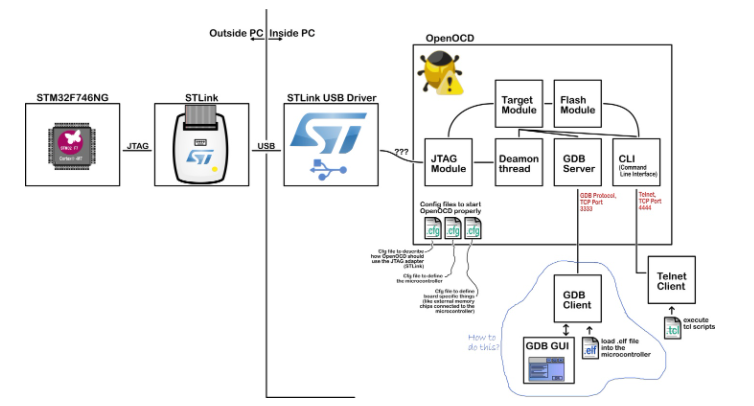 Outside PC
Inside PC
OpenOCD
STM32F746NG
STLink
STLink USB Driver
JTAG
USB
???
Target
Module
Flash
Module
JTAG
Module
Deamon
thread
GDB
Server
CLI
(Command
Line Interface)
Config files to start
OpenOCD properly
.cfg
.cfg
.cfg
GDB Protocol,
TCP Port
3333
Telnet,
TCP Port
4444
Cfg file to describe
how OpenOCD should
use the JTAG adapter
(STLink)
Cfg file to define
the microcontroller
Cfg file to define
board specific things
(like external memory
chips connected to the
microcontroller)
GDB
Client
Telnet
Client
.tcl
execute
tcl scripts
How to
do this?
GDB GUI
.elf
load .elf file
into the
microcontroller